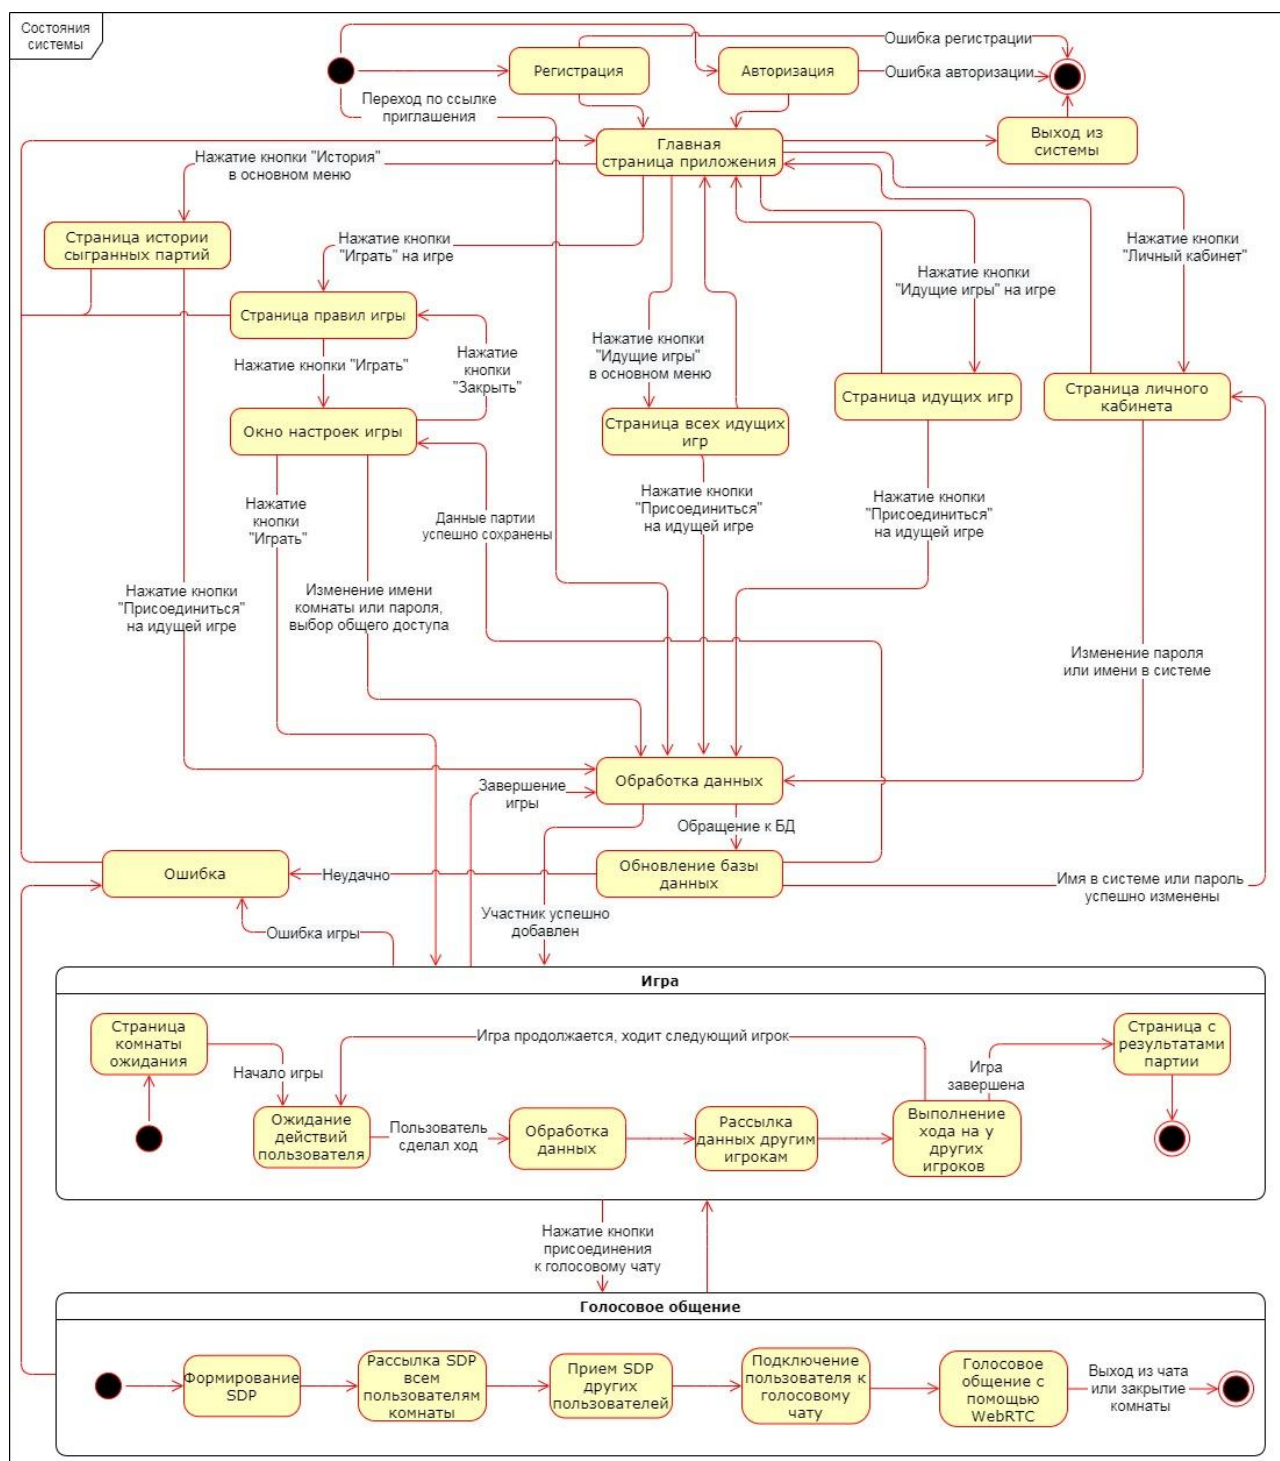 Состояния
системы
Ошибка регистрации
Регистрация
Авторизация
Ошибка авторизации
Переход по ссылке
приглашения
Главная
страница приложения
Выход из
системы
Нажатие кнопки "История"
в основном меню
Страница истории
сыгранных партий
Нажатие кнопки
"Играть" на игре
Нажатие кнопки
"Личный кабинет"
Нажатие кнопки
"Идущие игры" на игре
Страница правил игры
Нажатие кнопки "Играть"
Нажатие
кнопки
"Закрыть"
Нажатие кнопки
"Идущие игры"
в основном меню
Страница идущих игр
Страница личного
кабинета
Окно настроек игры
Страница всех идущих
игр
Нажатие
кнопки
"Играть"
Данные партии
успешно сохранены
Нажатие кнопки
"Присоединиться"
на идущей игре
Нажатие кнопки
"Присоединиться"
на идущей игре
Нажатие кнопки
"Присоединиться"
на идущей игре
Изменение имени
комнаты или пароля,
выбор общего доступа
Изменение пароля
или имени в системе
Завершение
игры
Обработка данных
Обращение к БД
Ошибка
Неудачно
Обновление базы
данных
Имя в системе или пароль
успешно изменены
Участник успешно
добавлен
Ошибка игры
Игра
Страница
комнаты
ожидания
Игра продолжается, ходит следующий игрок
Страница с
результатами
партии
Начало игры
Игра
завершена
Ожидание
действий
пользователя
Пользователь
сделал ход
Обработка
данных
Рассылка
данных другим
игрокам
Выполнение
хода на у
других
игроков
Нажатие кнопки
присоединения
к голосовому чату
Голосовое общение
Формирование
SDP
Рассылка SDP
всем
пользователям
комнаты
Прием SDP
других
пользователей
Подключение
пользователя к
голосовому
чату
Голосовое
общение с
помощью
WebRTC
Выход из чата
или закрытие
комнаты